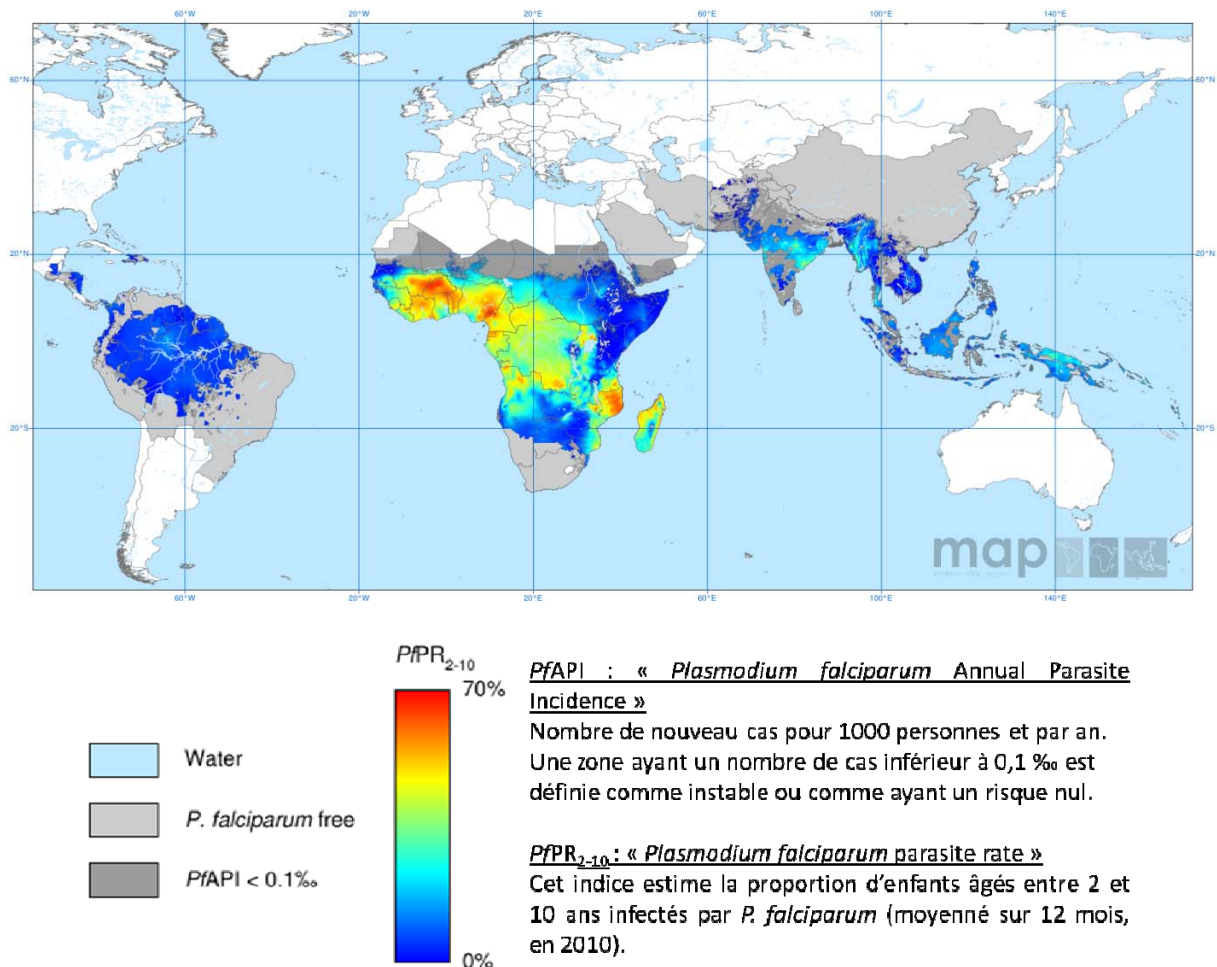 60°W 20°W 20°E 60°E 100°E 140°E
60°N 60°N
20°N 20°N
20°S 20°S
map
60°W 20°W 20°E 60°E 100°E 140°E
PfPR2-10
70%
0%
Water
P. falciparum free
PfAPI < 0.1‰
PfAPI : « Plasmodium falciparum Annual Parasite
Incidence »
Nombre de nouveau cas pour 1000 personnes et par an.
Une zone ayant un nombre de cas inférieur à 0,1 ‰ est
définie comme instable ou comme ayant un risque nul.
PfPR2-10 : « Plasmodium falciparum parasite rate »
Cet indice estime la proportion d'enfants âgés entre 2 et
10 ans infectés par P. falciparum (moyenné sur 12 mois,
en 2010).